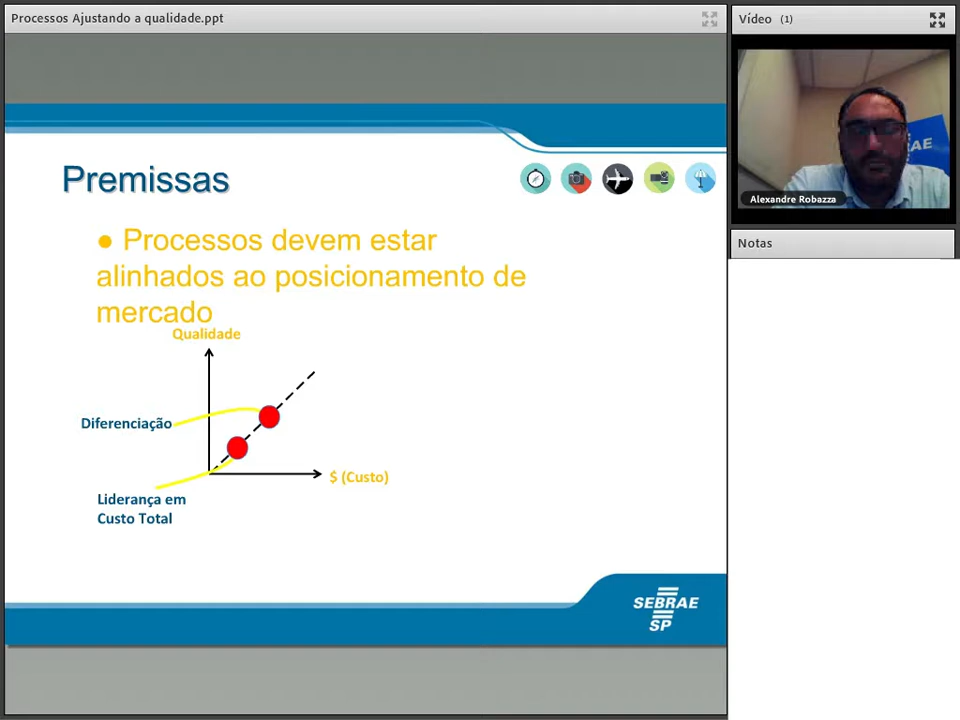 Processos Ajustando a qualidade.ppt
Vídeo (1)
AE
Alexandre Robazza
Notas
Premissas
● Processos devem estar
alinhados ao posicionamento de
mercado
Qualidade
Diferenciação
$ (Custo)
Liderança em
Custo Total
SEBRAE
SP